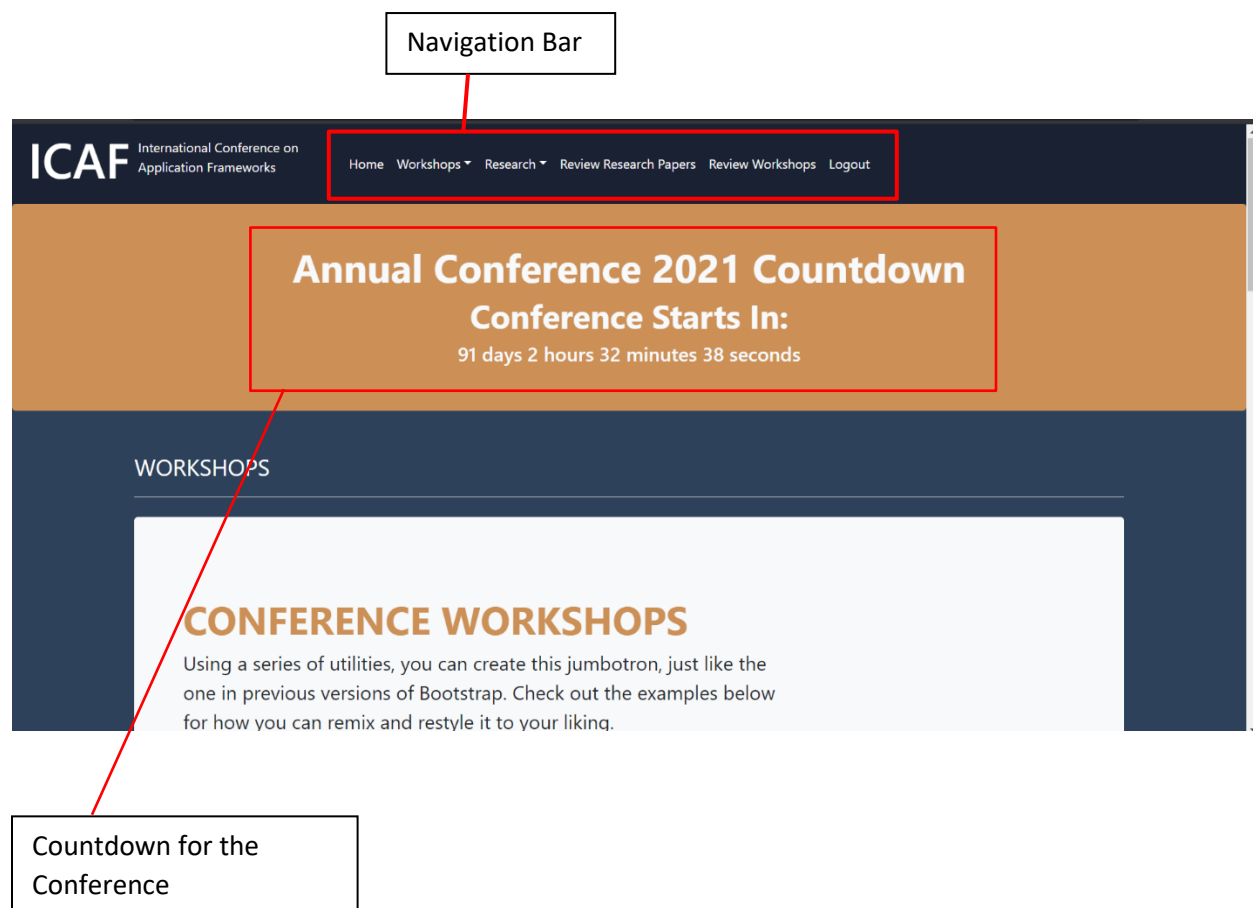 Navigation Bar
ICAF
International Conference on
Application Frameworks
Home Workshops Research Review Research Papers Review Workshops Logout
Annual Conference 2021 Countdown
Conference Starts In:
91 days 2 hours 32 minutes 38 seconds
WORKSHOPS
CONFERENCE WORKSHOPS
Using a series of utilities, you can create this jumbotron, just like the
one in previous versions of Bootstrap. Check out the examples below
for how you can remix and restyle it to your liking.
Countdown for the
Conference